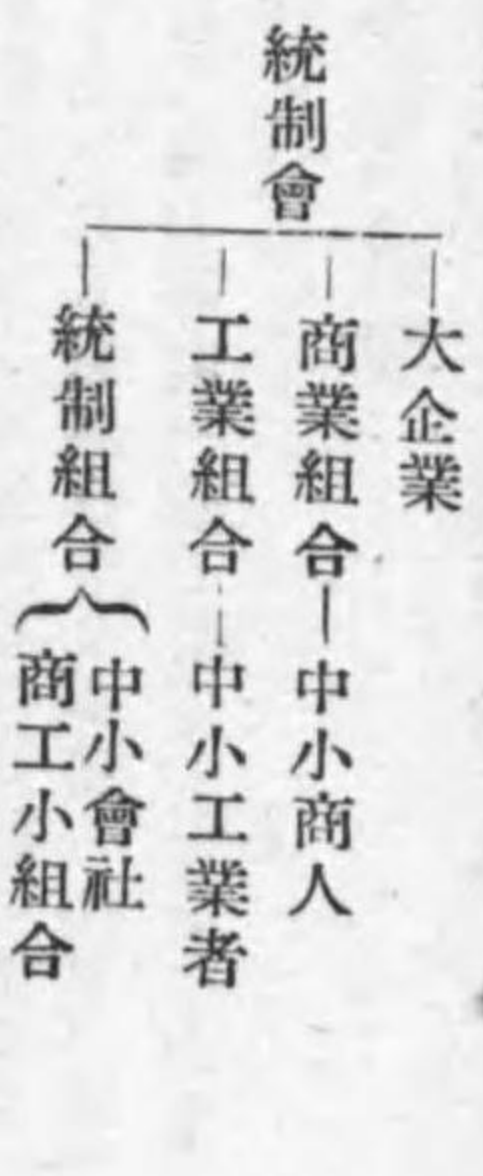 統制會
大企業
商業組合
中小商人
工業組合
中小工業者
統制組合
中小會社
商工小組合